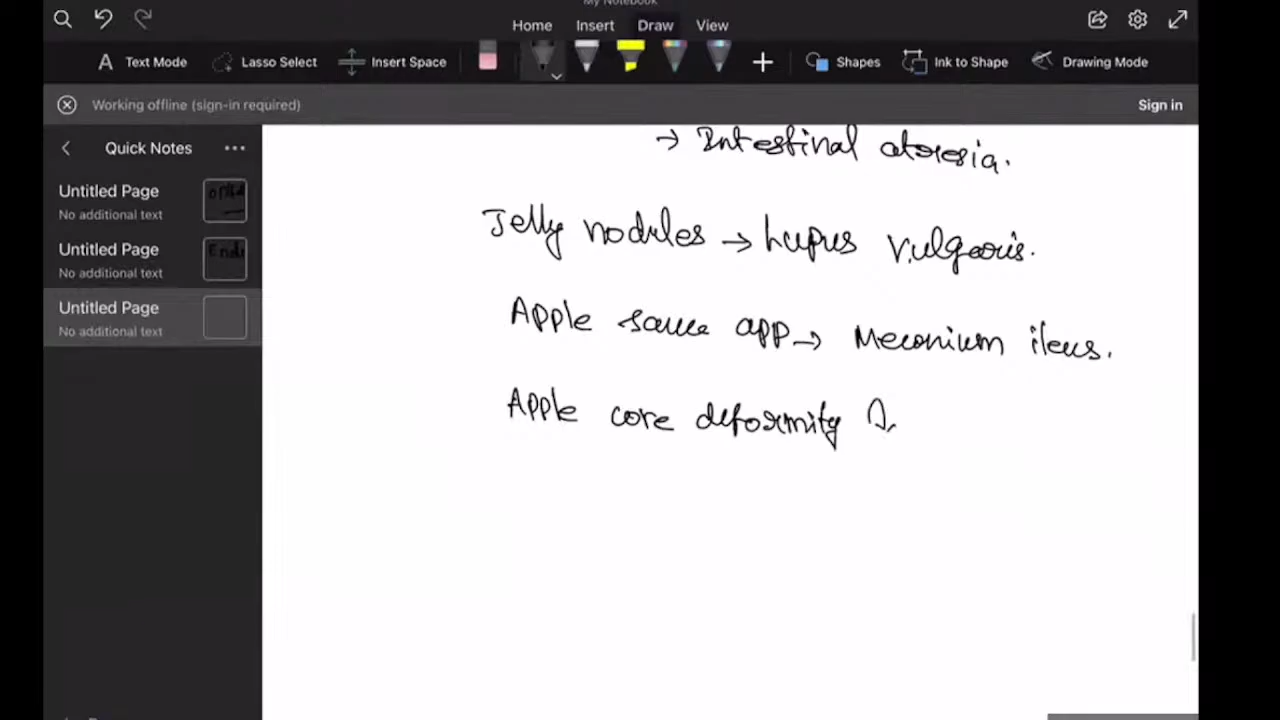 My Notebook
Home Insert Draw View
Text Mode Lasso Select Insert Space Shapes Ink to Shape Drawing Mode
Working offline (sign-in required) Sign in
Quick Notes
Untitled Page
No additional text
Untitled Page
No additional text
Untitled Page
No additional text
→ Intestinal atresia.
Jelly nodules → Lupus vulgaris.
Apple sauce app → Meconium ileus.
Apple core deformity